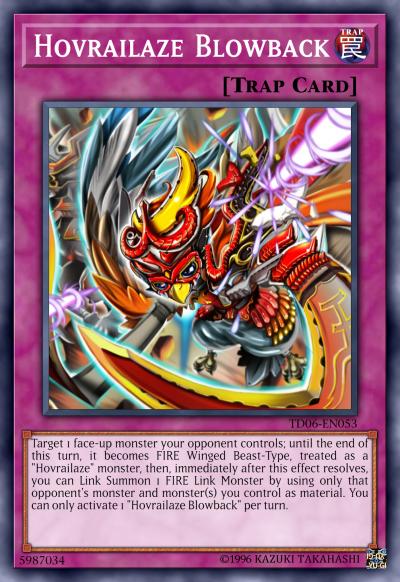 HOVRAILAZE BLOWBACK
TRAP
罠
[TRAP CARD]
TD06-EN053
Target 1 face-up monster your opponent controls; until the end of
this turn, it becomes FIRE Winged Beast-Type, treated as a
"Hovrailaze" monster, then, immediately after this effect resolves,
you can Link Summon 1 FIRE Link Monster by using only that
opponent's monster and monster(s) you control as material. You
can only activate 1 "Hovrailaze Blowback" per turn.
5987034
©1996 KAZUKI TAKAHASHI